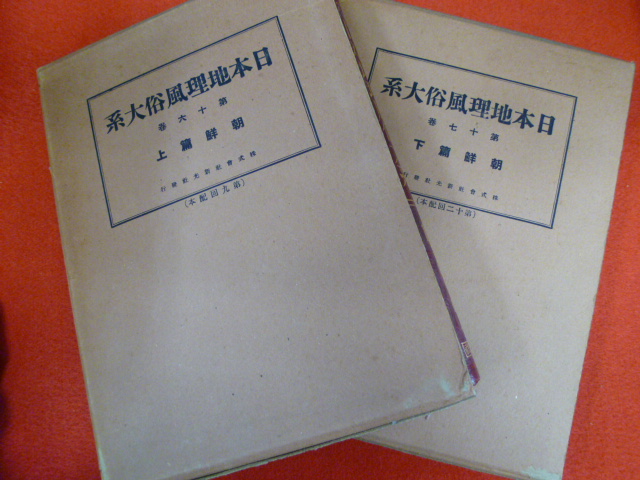 日本地理風俗大系
第十六卷
朝鮮篇 上
株式會社新光社發行
(第九回配本)
日本地理風俗大系
第十七卷
朝鮮篇 下
株式會社新光社發行
(第十二回配本)